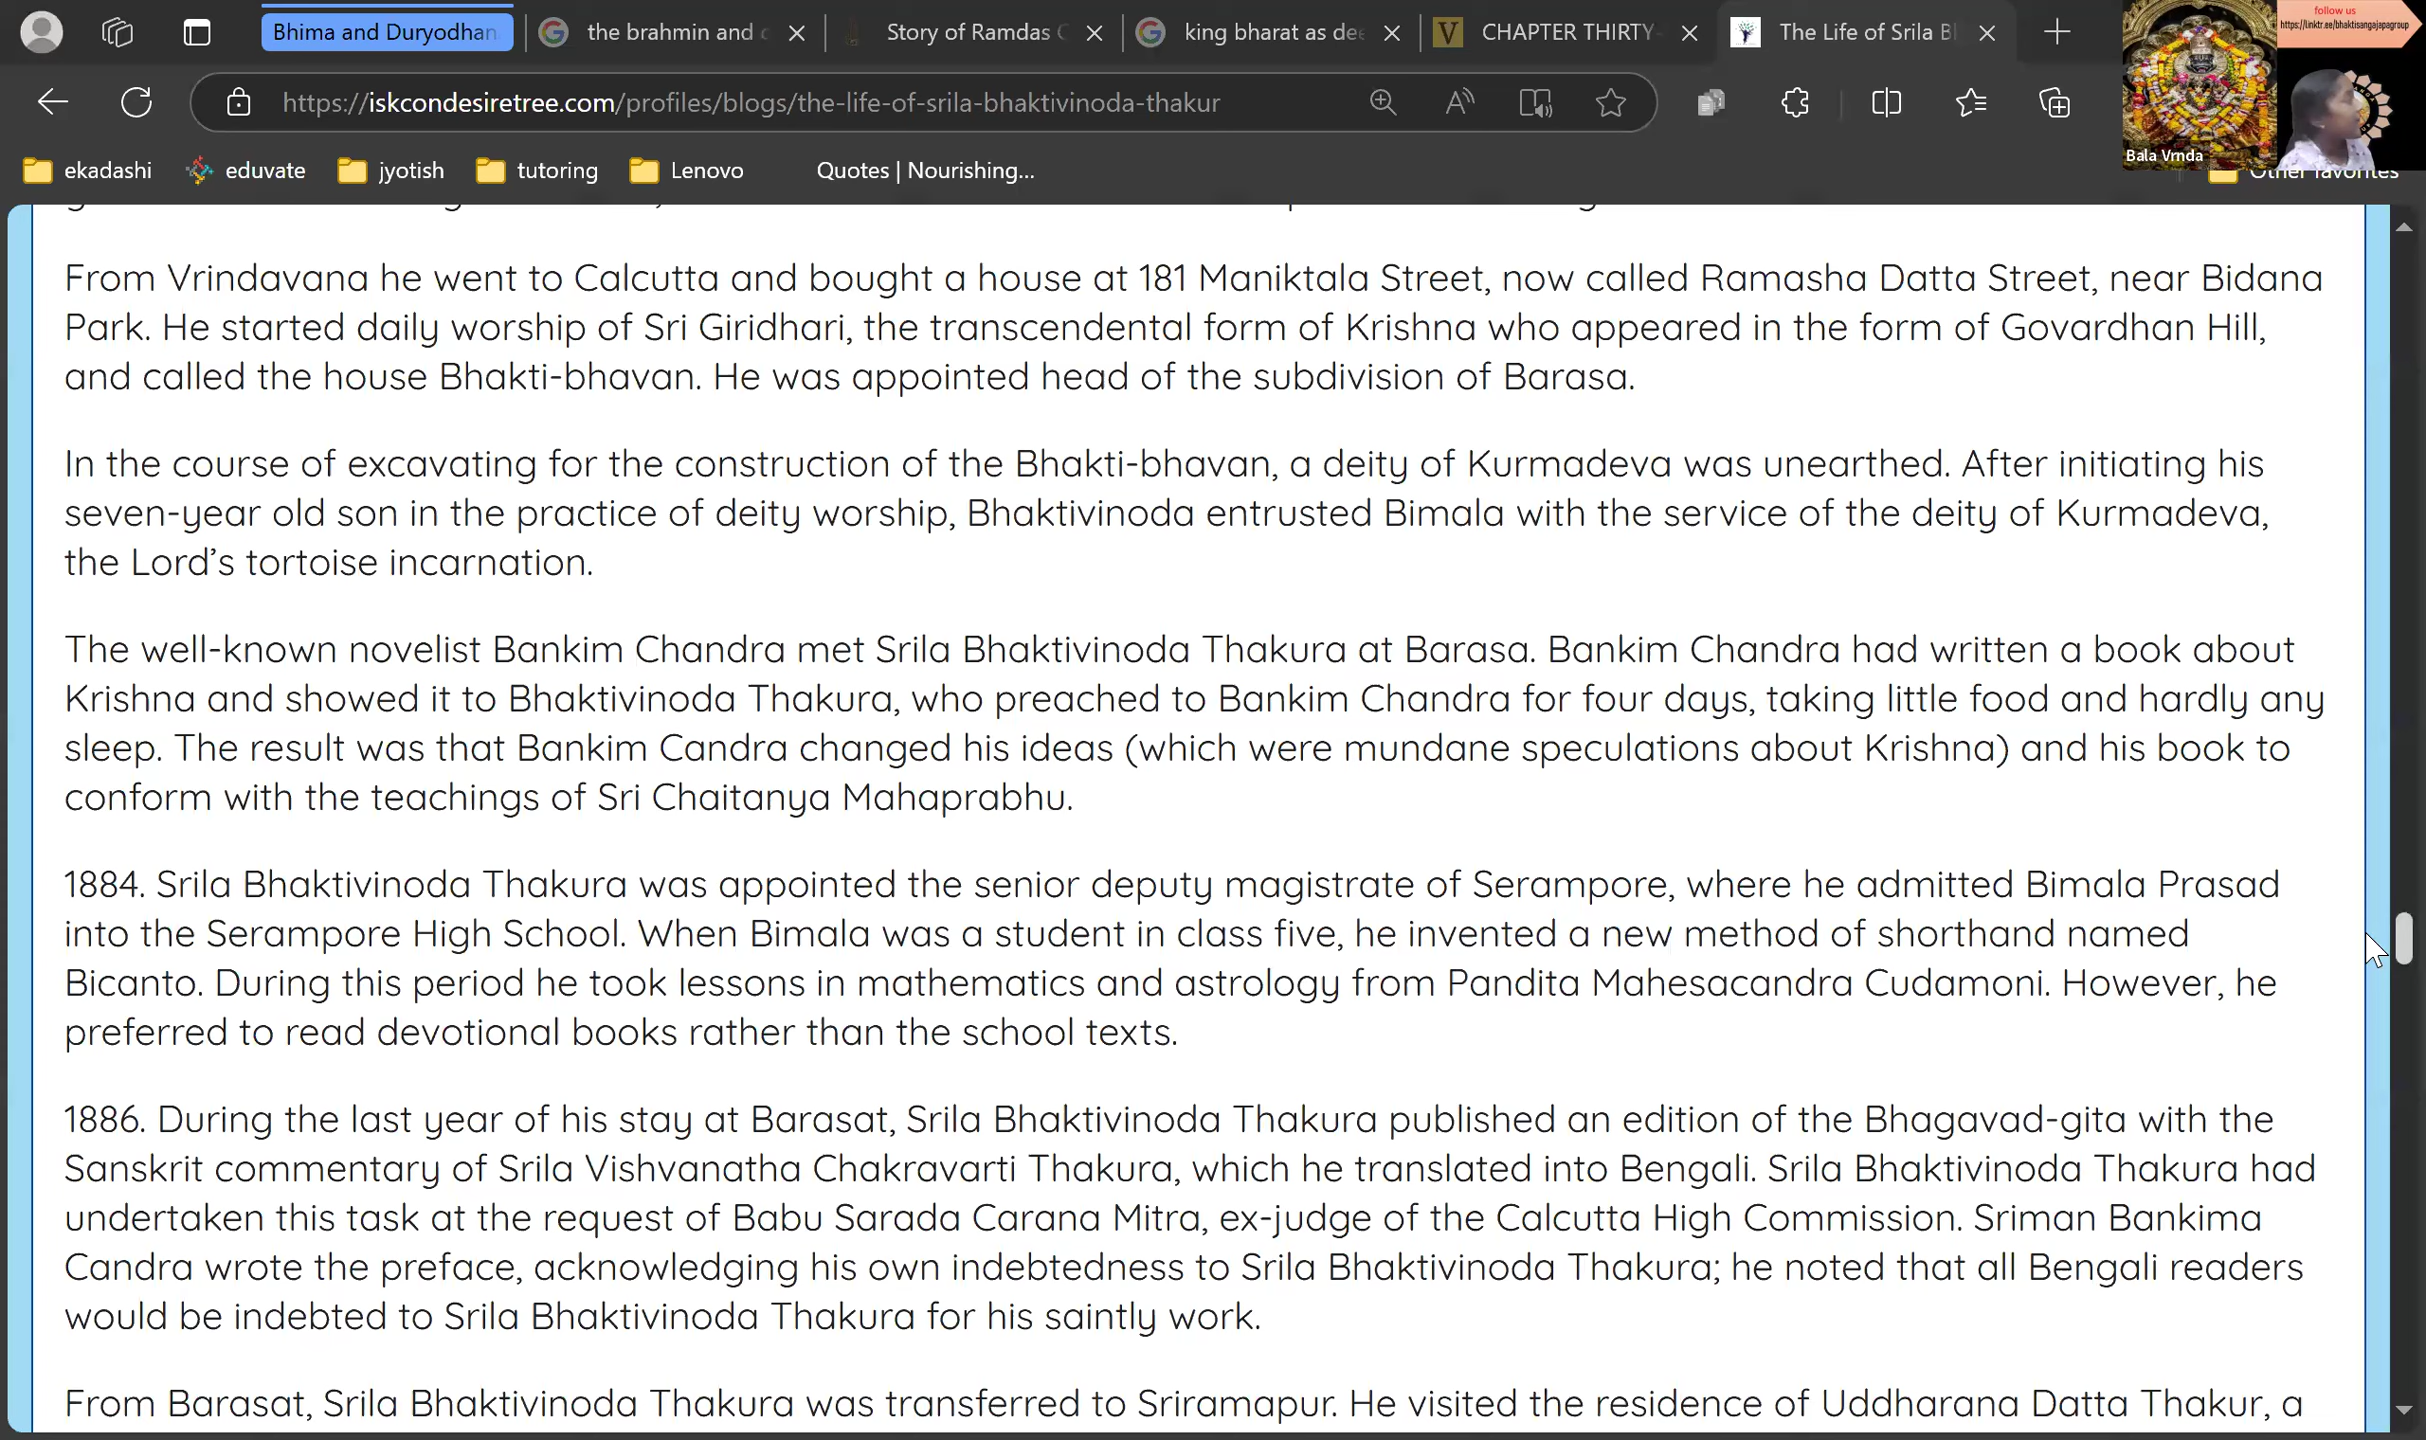 Bhima and Duryodhan
the brahmin and c
Story of Ramdas
king bharat as dee
CHAPTER THIRTY
The Life of Srila B
follow us
https://linktr.ee/bhaktisangajapagroup
https://iskcondesiretree.com/profiles/blogs/the-life-of-srila-bhaktivinoda-thakur
Bala Vrnda
ekadashi
eduvate
jyotish
tutoring
Lenovo
Quotes | Nourishing...
Other favorites
From Vrindavana he went to Calcutta and bought a house at 181 Maniktala Street, now called Ramasha Datta Street, near Bidana
Park. He started daily worship of Sri Giridhari, the transcendental form of Krishna who appeared in the form of Govardhan Hill,
and called the house Bhakti-bhavan. He was appointed head of the subdivision of Barasa.
In the course of excavating for the construction of the Bhakti-bhavan, a deity of Kurmadeva was unearthed. After initiating his
seven-year old son in the practice of deity worship, Bhaktivinoda entrusted Bimala with the service of the deity of Kurmadeva,
the Lord’s tortoise incarnation.
The well-known novelist Bankim Chandra met Srila Bhaktivinoda Thakura at Barasa. Bankim Chandra had written a book about
Krishna and showed it to Bhaktivinoda Thakura, who preached to Bankim Chandra for four days, taking little food and hardly any
sleep. The result was that Bankim Candra changed his ideas (which were mundane speculations about Krishna) and his book to
conform with the teachings of Sri Chaitanya Mahaprabhu.
1884. Srila Bhaktivinoda Thakura was appointed the senior deputy magistrate of Serampore, where he admitted Bimala Prasad
into the Serampore High School. When Bimala was a student in class five, he invented a new method of shorthand named
Bicanto. During this period he took lessons in mathematics and astrology from Pandita Mahesacandra Cudamoni. However, he
preferred to read devotional books rather than the school texts.
1886. During the last year of his stay at Barasat, Srila Bhaktivinoda Thakura published an edition of the Bhagavad-gita with the
Sanskrit commentary of Srila Vishvanatha Chakravarti Thakura, which he translated into Bengali. Srila Bhaktivinoda Thakura had
undertaken this task at the request of Babu Sarada Carana Mitra, ex-judge of the Calcutta High Commission. Sriman Bankima
Candra wrote the preface, acknowledging his own indebtedness to Srila Bhaktivinoda Thakura; he noted that all Bengali readers
would be indebted to Srila Bhaktivinoda Thakura for his saintly work.
From Barasat, Srila Bhaktivinoda Thakura was transferred to Sriramapur. He visited the residence of Uddharana Datta Thakur, a